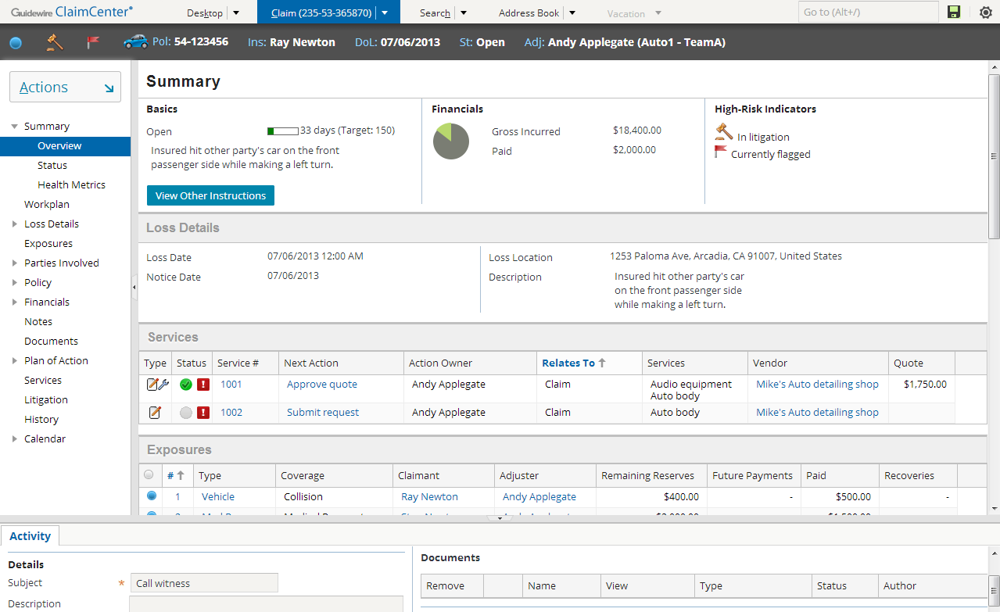 Guidewire ClaimCenter®
Desktop
Claim (235-53-365870)
Search
Address Book
Vacation
Go to (Alt+/)
Pol: 54-123456 Ins: Ray Newton DoL: 07/06/2013 St: Open Adj: Andy Applegate (Auto1 - TeamA)
Actions
Summary
Overview
Status
Health Metrics
Workplan
Loss Details
Exposures
Parties Involved
Policy
Financials
Notes
Documents
Plan of Action
Services
Litigation
History
Calendar
Summary
Basics
Open 33 days (Target: 150)
Insured hit other party's car on the front
passenger side while making a left turn.
View Other Instructions
Financials
Gross Incurred $18,400.00
Paid $2,000.00
High-Risk Indicators
In litigation
Currently flagged
Loss Details
Loss Date 07/06/2013 12:00 AM
Notice Date 07/06/2013
Loss Location 1253 Paloma Ave, Arcadia, CA 91007, United States
Description Insured hit other party's car
on the front passenger side
while making a left turn.
Services
Type Status Service # Next Action Action Owner Relates To Services Vendor Quote
1001 Approve quote Andy Applegate Claim Audio equipment Mike's Auto detailing shop $1,750.00
Auto body
1002 Submit request Andy Applegate Claim Auto body Mike's Auto detailing shop
Exposures
# Type Coverage Claimant Adjuster Remaining Reserves Future Payments Paid Recoveries
1 Vehicle Collision Ray Newton Andy Applegate $400.00 - $500.00 -
Activity
Details
Subject * Call witness
Description
Documents
Remove Name View Type Status Author